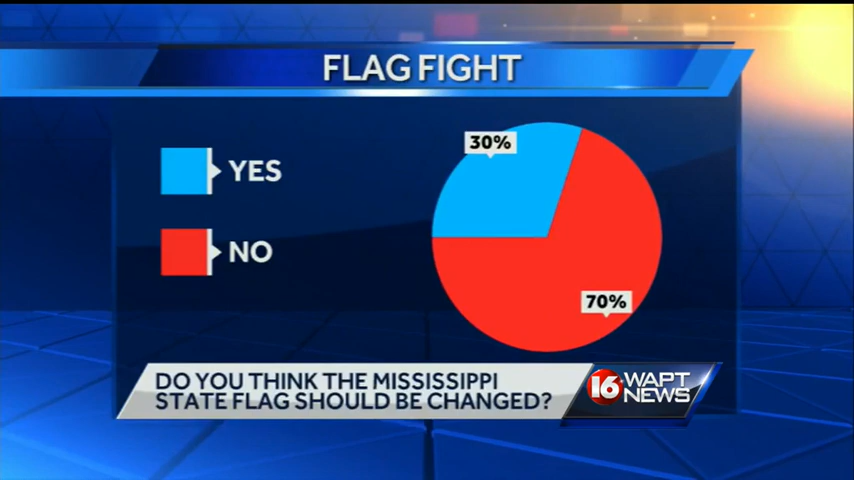 FLAG FIGHT
YES
NO
30%
70%
DO YOU THINK THE MISSISSIPPI
STATE FLAG SHOULD BE CHANGED?
16 WAPT
NEWS